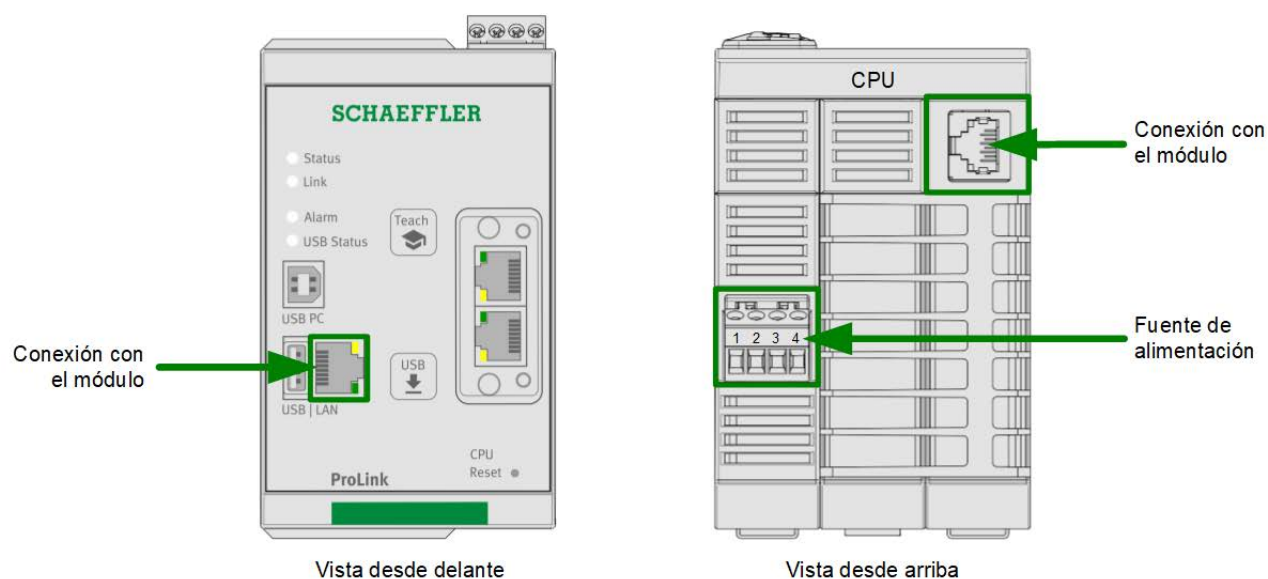 SCHAEFFLER
Status
Link
Alarm
USB Status
Teach
USB PC
USB
USB | LAN
CPU
Reset
ProLink
Conexión con
el módulo
Vista desde delante
CPU
Conexión con
el módulo
1 2 3 4
Fuente de
alimentación
Vista desde arriba